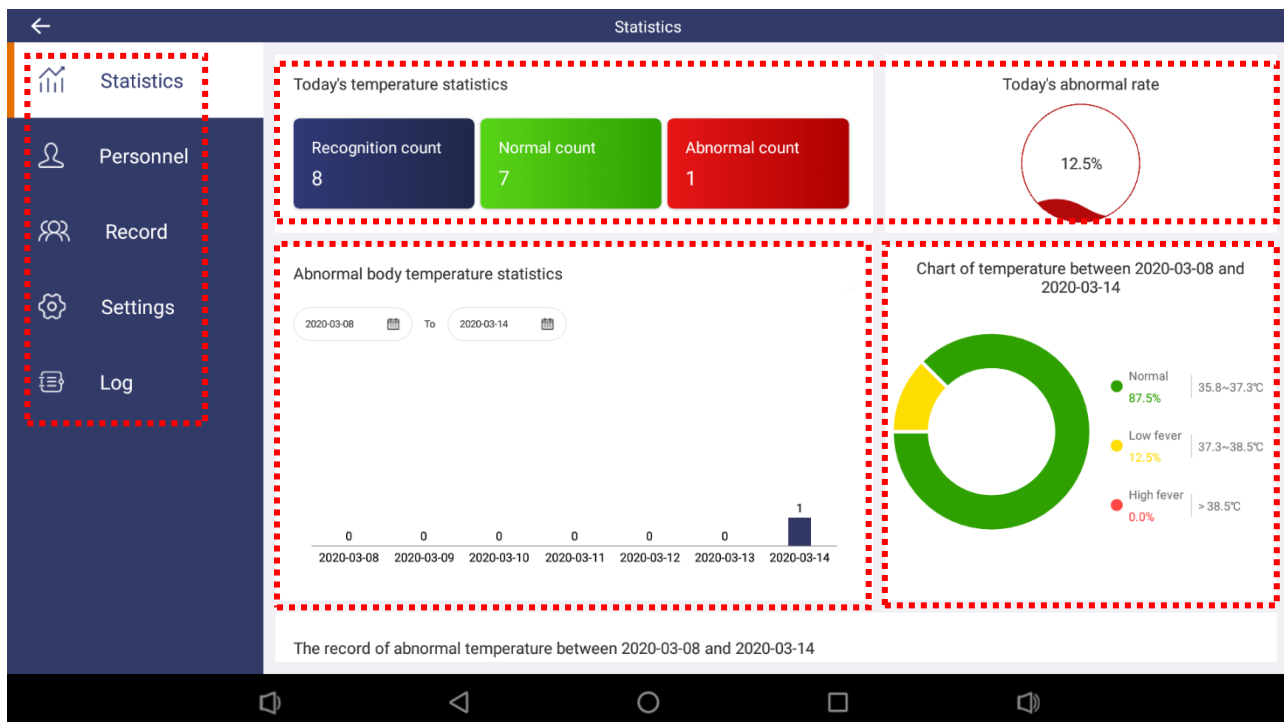 Statistics
Statistics
Personnel
Record
Settings
Log
Today's temperature statistics
Recognition count
8
Normal count
7
Abnormal count
1
Today's abnormal rate
12.5%
Abnormal body temperature statistics
2020-03-08 To 2020-03-14
0 0 0 0 0 0 1
2020-03-08 2020-03-09 2020-03-10 2020-03-11 2020-03-12 2020-03-13 2020-03-14
Chart of temperature between 2020-03-08 and
2020-03-14
Normal
87.5%
35.8~37.3℃
Low fever
12.5%
37.3~38.5℃
High fever
0.0%
> 38.5℃
The record of abnormal temperature between 2020-03-08 and 2020-03-14